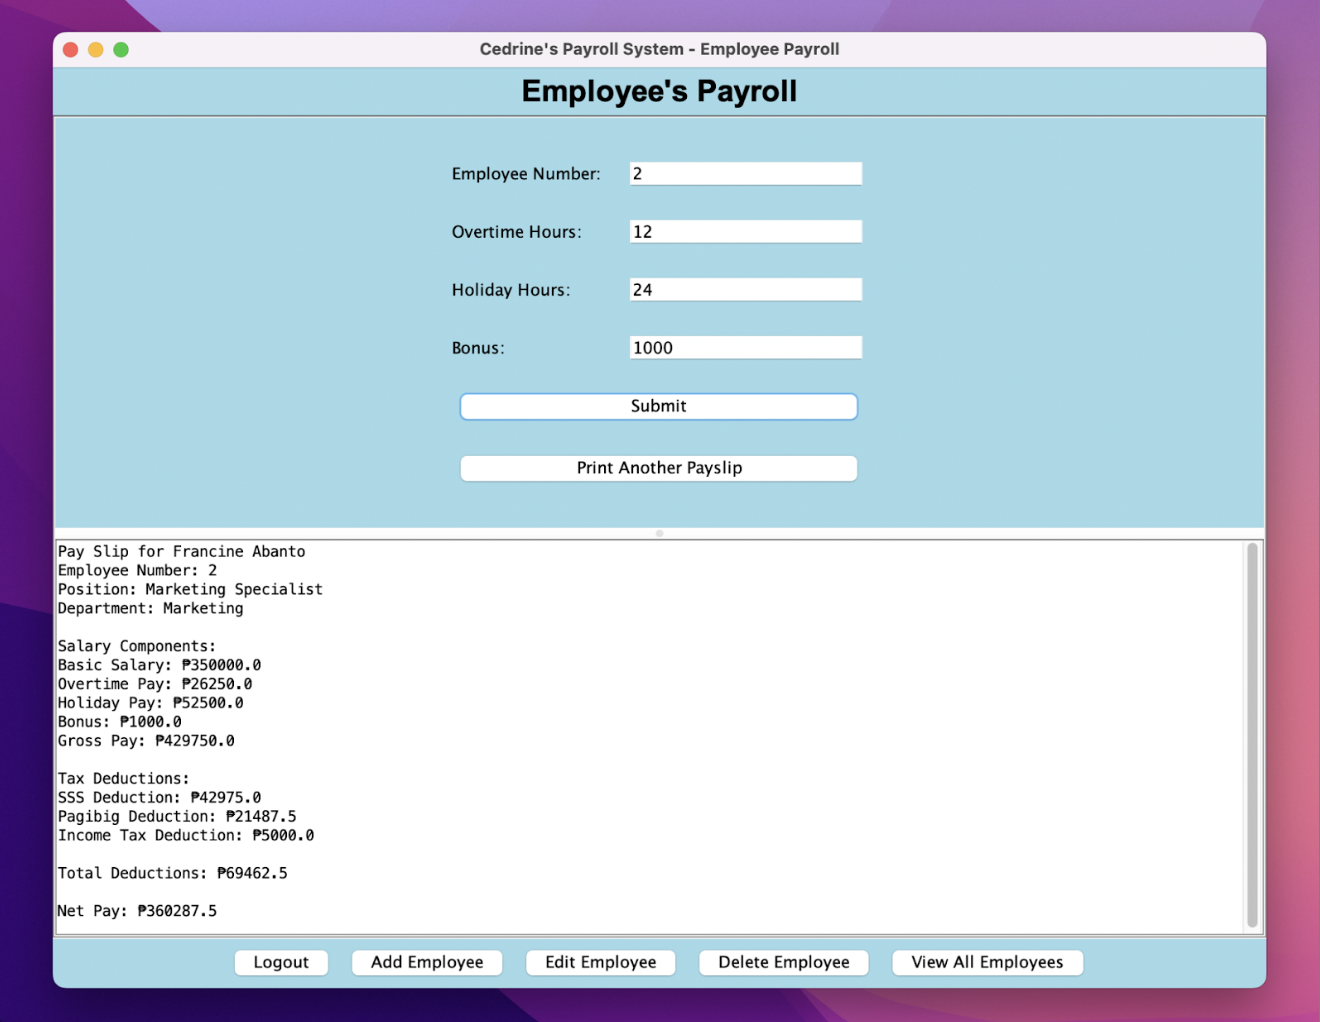 Cedrine's Payroll System - Employee Payroll
Employee's Payroll
Employee Number: 2
Overtime Hours: 12
Holiday Hours: 24
Bonus: 1000
Submit
Print Another Payslip
Pay Slip for Francine Abanto
Employee Number: 2
Position: Marketing Specialist
Department: Marketing
Salary Components:
Basic Salary: ₱350000.0
Overtime Pay: ₱26250.0
Holiday Pay: ₱52500.0
Bonus: ₱1000.0
Gross Pay: ₱429750.0
Tax Deductions:
SSS Deduction: ₱42975.0
Pagibig Deduction: ₱21487.5
Income Tax Deduction: ₱5000.0
Total Deductions: ₱69462.5
Net Pay: ₱360287.5
Logout Add Employee Edit Employee Delete Employee View All Employees